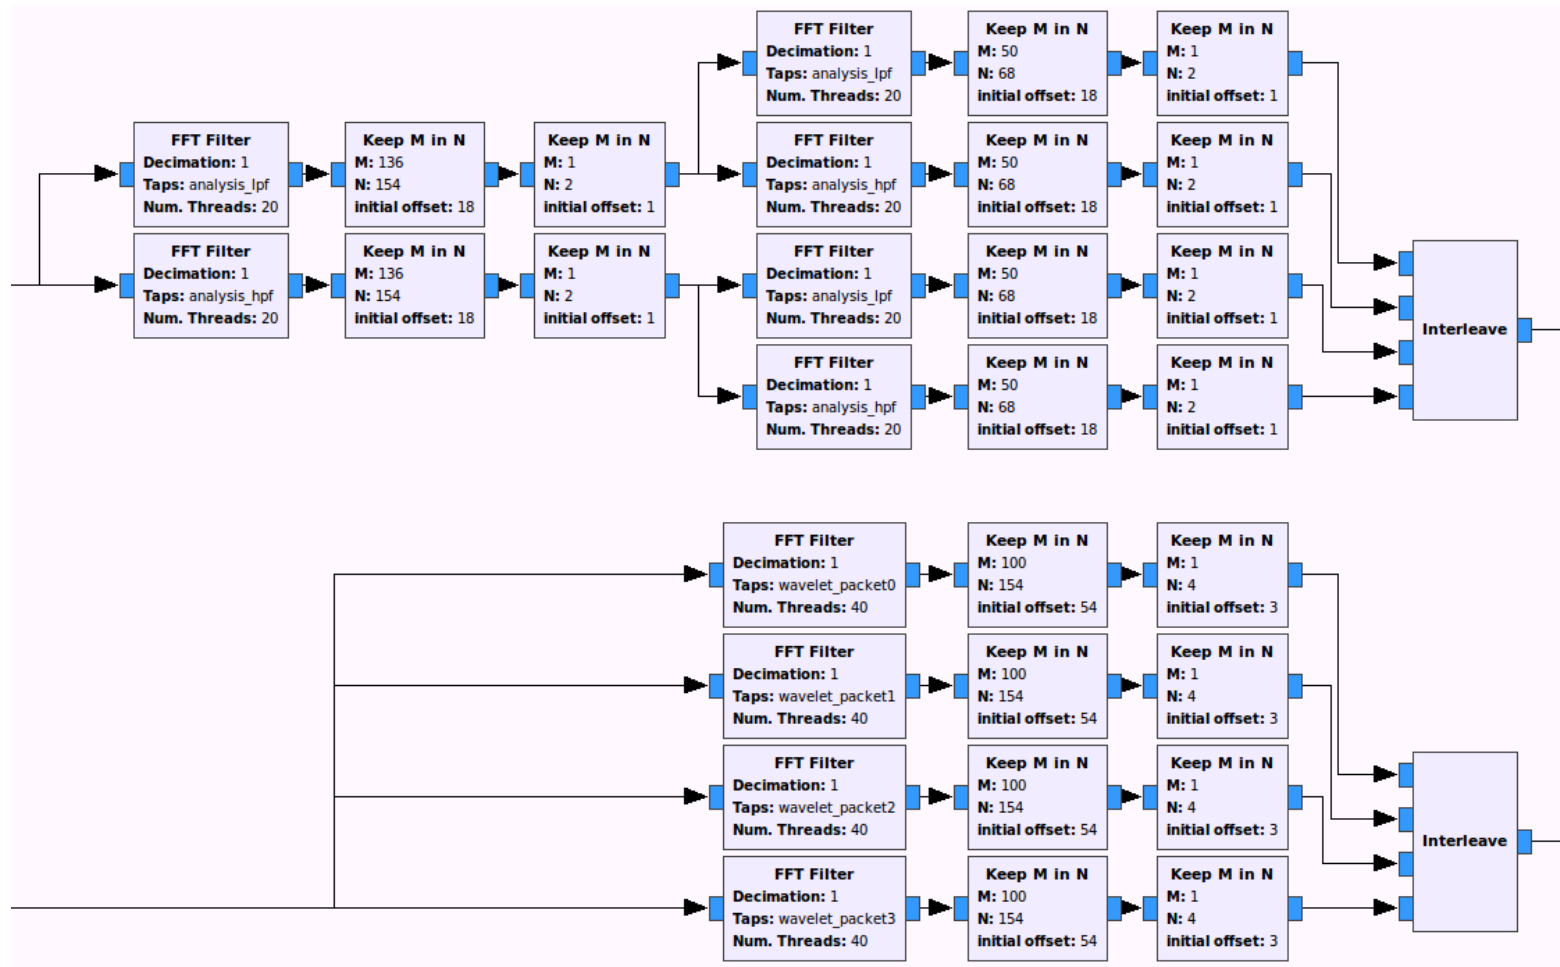 FFT Filter
Decimation: 1
Taps: analysis_lpf
Num. Threads: 20
Keep M in N
M: 136
N: 154
initial offset: 18
Keep M in N
M: 1
N: 2
initial offset: 1
FFT Filter
Decimation: 1
Taps: analysis_hpf
Num. Threads: 20
Keep M in N
M: 136
N: 154
initial offset: 18
Keep M in N
M: 1
N: 2
initial offset: 1
FFT Filter
Decimation: 1
Taps: analysis_lpf
Num. Threads: 20
Keep M in N
M: 50
N: 68
initial offset: 18
Keep M in N
M: 1
N: 2
initial offset: 1
FFT Filter
Decimation: 1
Taps: analysis_hpf
Num. Threads: 20
Keep M in N
M: 50
N: 68
initial offset: 18
Keep M in N
M: 1
N: 2
initial offset: 1
FFT Filter
Decimation: 1
Taps: analysis_lpf
Num. Threads: 20
Keep M in N
M: 50
N: 68
initial offset: 18
Keep M in N
M: 1
N: 2
initial offset: 1
FFT Filter
Decimation: 1
Taps: analysis_hpf
Num. Threads: 20
Keep M in N
M: 50
N: 68
initial offset: 18
Keep M in N
M: 1
N: 2
initial offset: 1
Interleave
FFT Filter
Decimation: 1
Taps: wavelet_packet0
Num. Threads: 40
Keep M in N
M: 100
N: 154
initial offset: 54
Keep M in N
M: 1
N: 4
initial offset: 3
FFT Filter
Decimation: 1
Taps: wavelet_packet1
Num. Threads: 40
Keep M in N
M: 100
N: 154
initial offset: 54
Keep M in N
M: 1
N: 4
initial offset: 3
FFT Filter
Decimation: 1
Taps: wavelet_packet2
Num. Threads: 40
Keep M in N
M: 100
N: 154
initial offset: 54
Keep M in N
M: 1
N: 4
initial offset: 3
FFT Filter
Decimation: 1
Taps: wavelet_packet3
Num. Threads: 40
Keep M in N
M: 100
N: 154
initial offset: 54
Keep M in N
M: 1
N: 4
initial offset: 3
Interleave